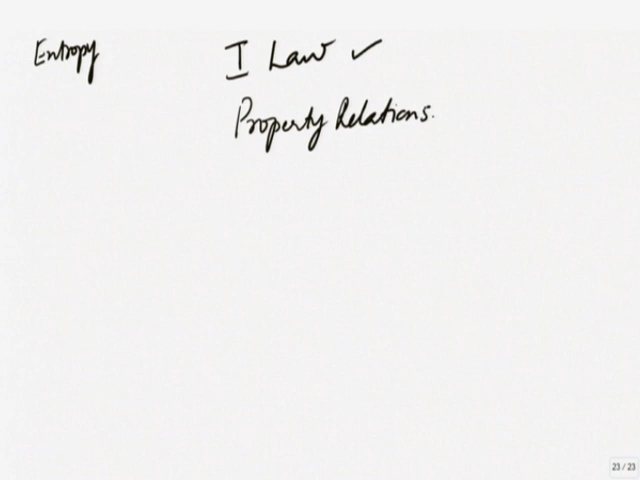 Entropy
I Law ✓
Property Relations.
23 / 23